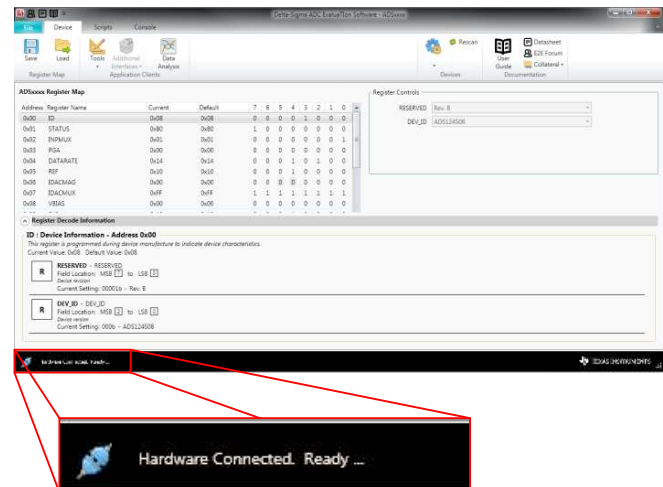 Delta-Sigma ADC Evaluation Software - ADSxxxx
File Device Scripts Console
Save Load Tools Additional Interfaces Data Analysis
Register Map Application Clients
Rescan
Devices
User Guide
Datasheet
E2E Forum
Collateral
Documentation
ADSxxxx Register Map
Address Register Name Current Default 7 6 5 4 3 2 1 0
0x00 ID 0x08 0x08 0 0 0 0 1 0 0 0
0x01 STATUS 0x80 0x80 1 0 0 0 0 0 0 0
0x02 INPMUX 0x01 0x01 0 0 0 0 0 0 0 1
0x03 PGA 0x00 0x00 0 0 0 0 0 0 0 0
0x04 DATARATE 0x14 0x14 0 0 0 1 0 1 0 0
0x05 REF 0x10 0x10 0 0 0 1 0 0 0 0
0x06 IDACMAG 0x00 0x00 0 0 0 0 0 0 0 0
0x07 IDACMUX 0xFF 0xFF 1 1 1 1 1 1 1 1
0x08 VBIAS 0x00 0x00 0 0 0 0 0 0 0 0
Register Controls
RESERVED Rev. B
DEV_ID ADS124S08
Register Decode Information
ID : Device Information - Address 0x00
This register is programmed during device manufacture to indicate device characteristics.
Current Value: 0x08 Default Value: 0x08
R
RESERVED - RESERVED
Field Location: MSB 7 to LSB 3
Device revision
Current Setting: 00001b - Rev. B
R
DEV_ID - DEV_ID
Field Location: MSB 2 to LSB 0
Device version
Current Setting: 000b - ADS124S08
Hardware Connected. Ready...
TEXAS INSTRUMENTS
Hardware Connected. Ready ...